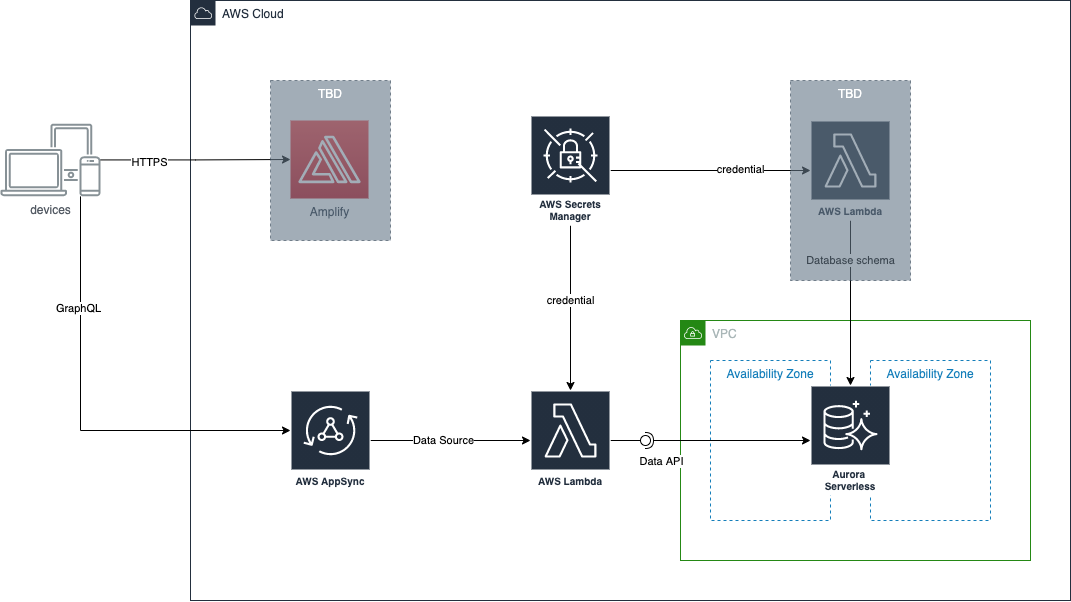 AWS Cloud
TBD
TBD
HTTPS
devices
Amplify
AWS Secrets
Manager
credential
AWS Lambda
Database schema
GraphQL
credential
VPC
Availability Zone
Availability Zone
Data Source
Data API
AWS AppSync
AWS Lambda
Aurora
Serverless